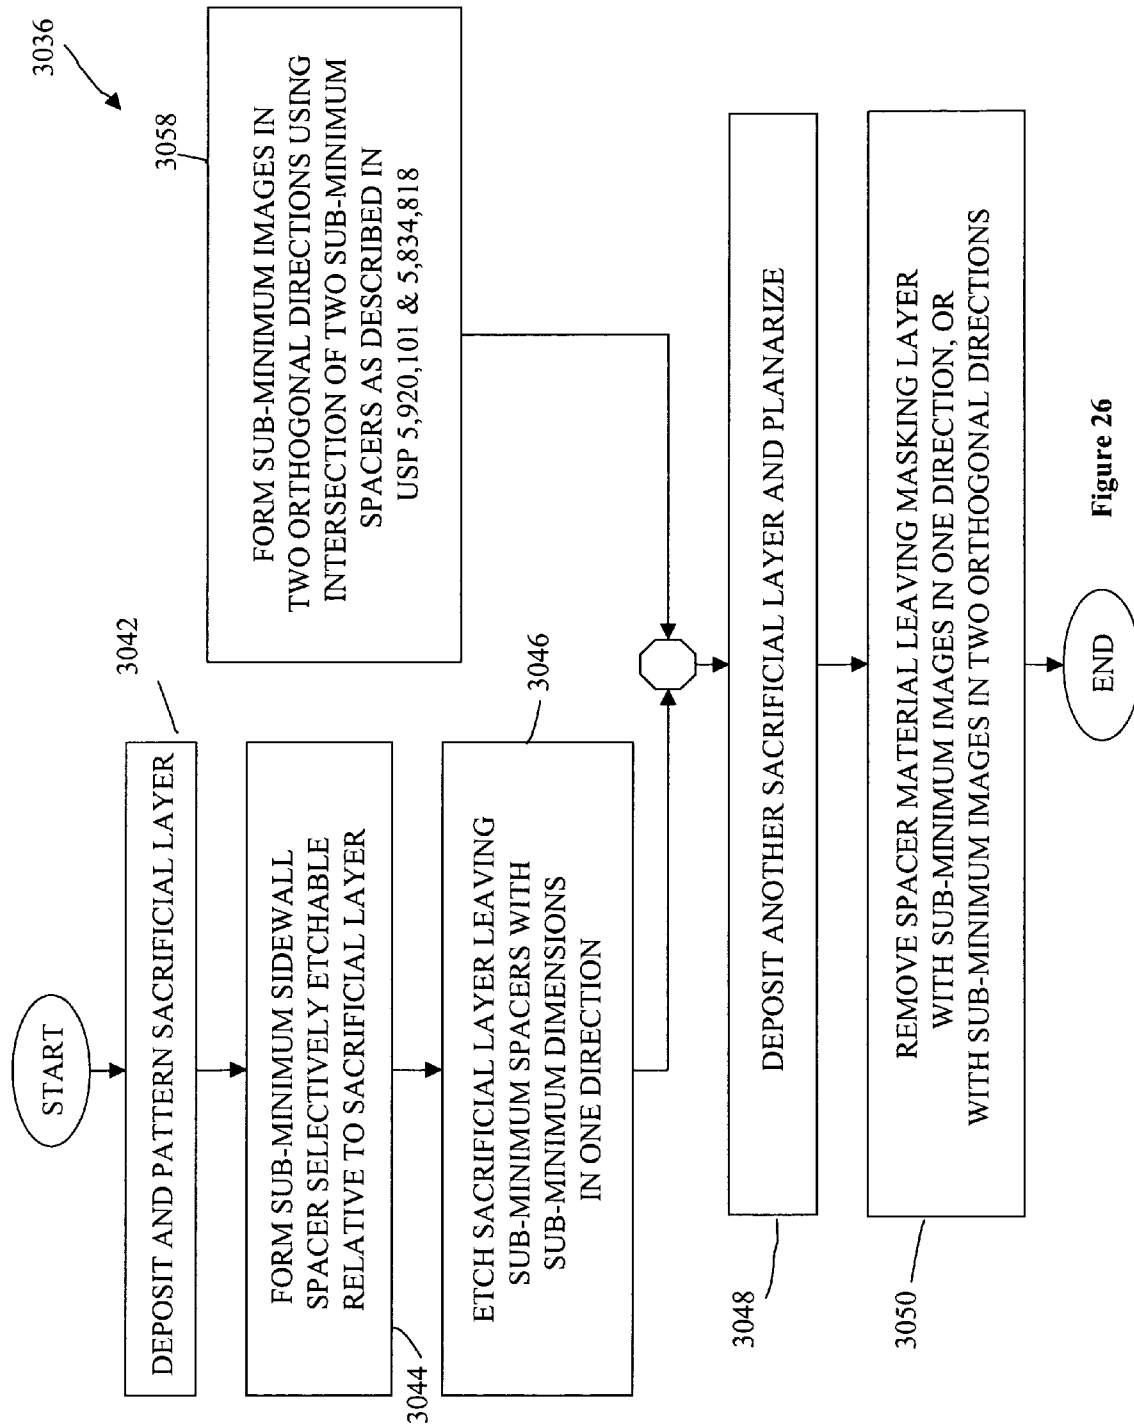 3036
START
3042
DEPOSIT AND PATTERN SACRIFICIAL LAYER
FORM SUB-MINIMUM SIDEWALL
SPACER SELECTIVELY ETCHABLE
RELATIVE TO SACRIFICIAL LAYER
3044
ETCH SACRIFICIAL LAYER LEAVING
SUB-MINIMUM SPACERS WITH
SUB-MINIMUM DIMENSIONS
IN ONE DIRECTION
3046
3058
FORM SUB-MINIMUM IMAGES IN
TWO ORTHOGONAL DIRECTIONS USING
INTERSECTION OF TWO SUB-MINIMUM
SPACERS AS DESCRIBED IN
USP 5,920,101 & 5,834,818
3048
DEPOSIT ANOTHER SACRIFICIAL LAYER AND PLANARIZE
3050
REMOVE SPACER MATERIAL LEAVING MASKING LAYER
WITH SUB-MINIMUM IMAGES IN ONE DIRECTION, OR
WITH SUB-MINIMUM IMAGES IN TWO ORTHOGONAL DIRECTIONS
END
Figure 26